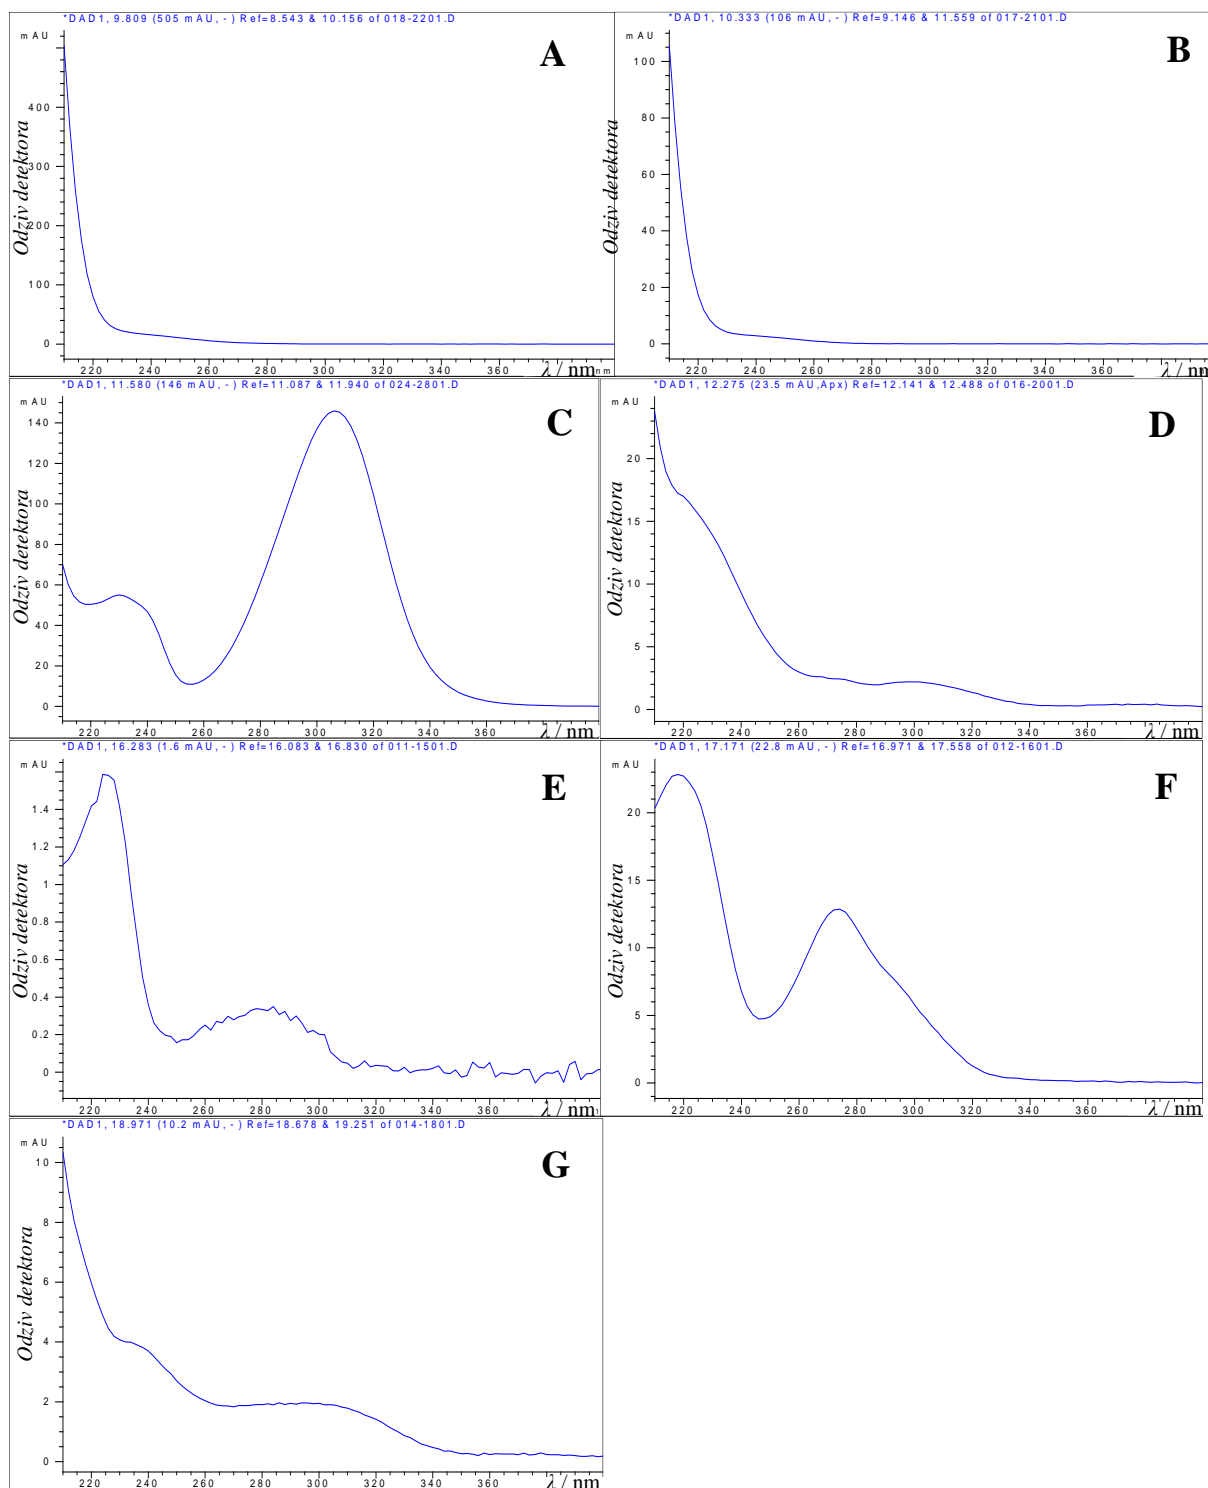 *DAD1, 9.809 (505 mAU, - ) Ref=8.543 & 10.156 of 018-2201.D
mAU
A
400
300
200
100
0
Odziv detektora
220 240 260 280 300 320 340 360
λ / nm
nm
*DAD1, 10.333 (106 mAU, - ) Ref=9.146 & 11.559 of 017-2101.D
mAU
B
100
80
60
40
20
0
Odziv detektora
220 240 260 280 300 320 340 360
λ / nm
*DAD1, 11.580 (146 mAU, - ) Ref=11.087 & 11.940 of 024-2801.D
mAU
C
140
120
100
80
60
40
20
0
Odziv detektora
220 240 260 280 300 320 340 360
λ / nm
*DAD1, 12.275 (23.5 mAU,Apx) Ref=12.141 & 12.488 of 016-2001.D
mAU
D
20
15
10
5
0
Odziv detektora
220 240 260 280 300 320 340 360
λ / nm
*DAD1, 16.283 (1.6 mAU, - ) Ref=16.083 & 16.830 of 011-1501.D
mAU
E
1.4
1.2
1
0.8
0.6
0.4
0.2
0
Odziv detektora
220 240 260 280 300 320 340 360
λ / nm
*DAD1, 17.171 (22.8 mAU, - ) Ref=16.971 & 17.558 of 012-1601.D
mAU
F
20
15
10
5
0
Odziv detektora
220 240 260 280 300 320 340 360
λ / nm
*DAD1, 18.971 (10.2 mAU, - ) Ref=18.678 & 19.251 of 014-1801.D
mAU
G
10
8
6
4
2
0
Odziv detektora
220 240 260 280 300 320 340 360
λ / nm